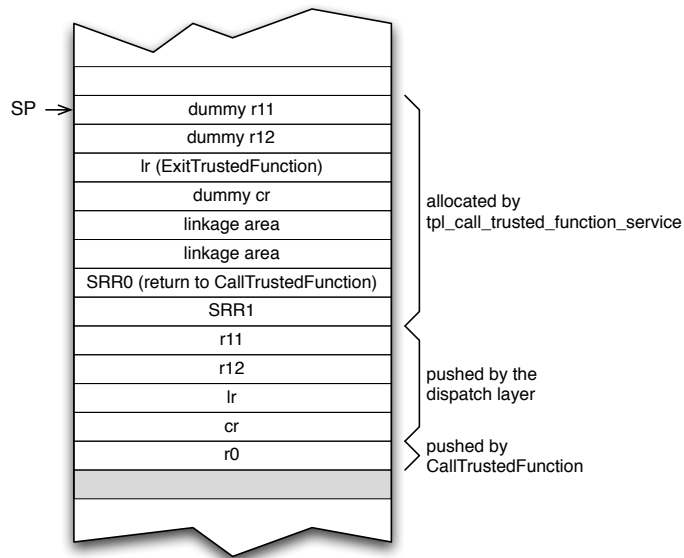 SP
dummy r11
dummy r12
lr (ExitTrustedFunction)
dummy cr
linkage area
linkage area
SRR0 (return to CallTrustedFunction)
SRR1
r11
r12
lr
cr
r0
allocated by
tpl_call_trusted_function_service
pushed by the
dispatch layer
pushed by
CallTrustedFunction